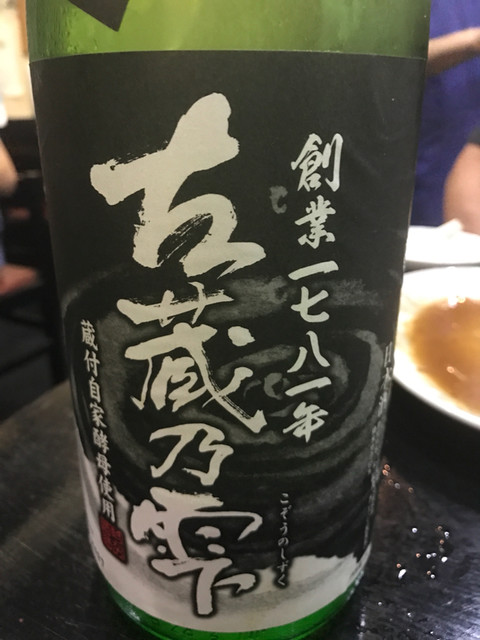 創業一七八一年
古蔵乃雫
こぞうのしずく
蔵付自家酵母使用